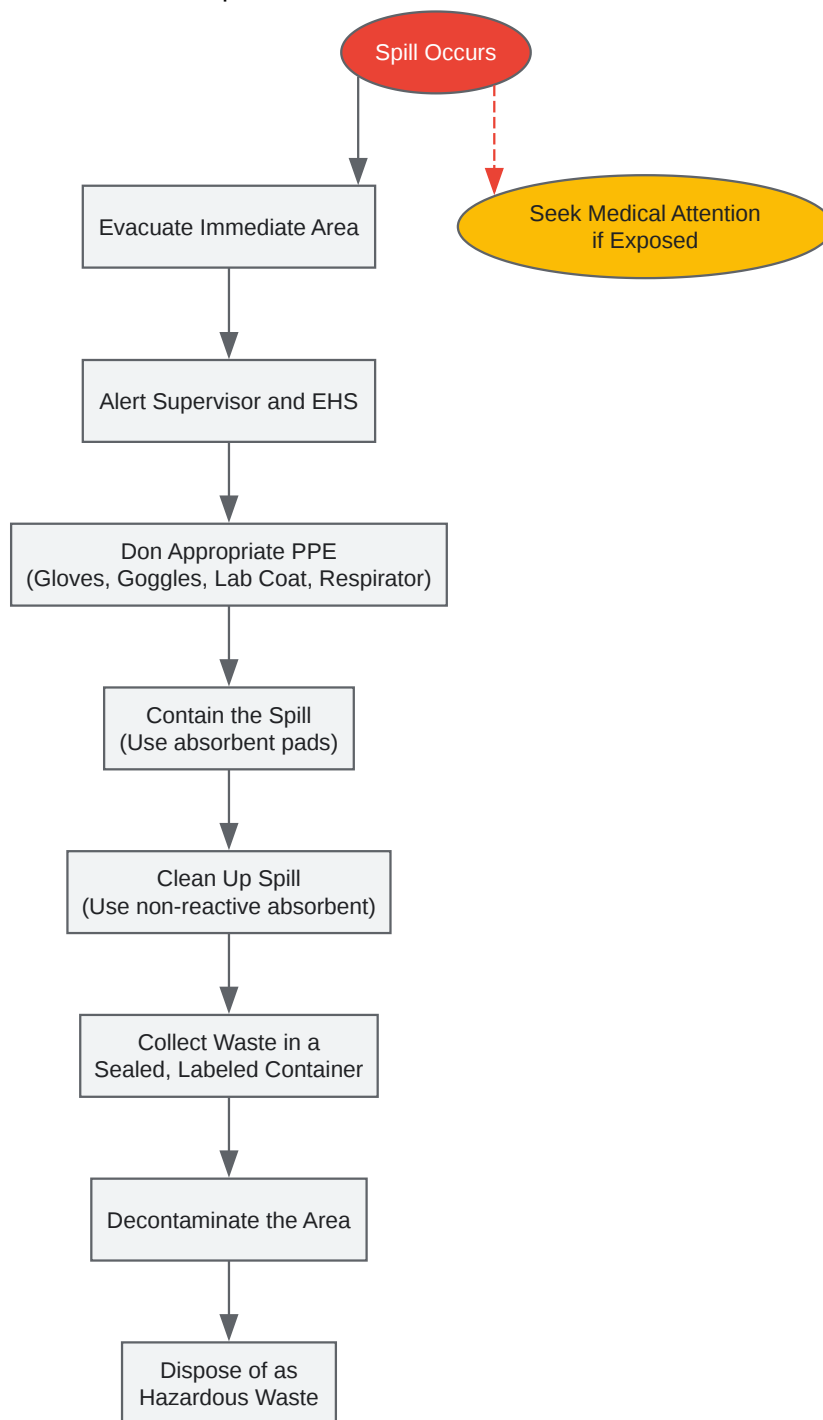 Spill Occurs
Evacuate Immediate Area
Seek Medical Attention
if Exposed
Alert Supervisor and EHS
Don Appropriate PPE
(Gloves, Goggles, Lab Coat, Respirator)
Contain the Spill
(Use absorbent pads)
Clean Up Spill
(Use non-reactive absorbent)
Collect Waste in a
Sealed, Labeled Container
Decontaminate the Area
Dispose of as
Hazardous Waste